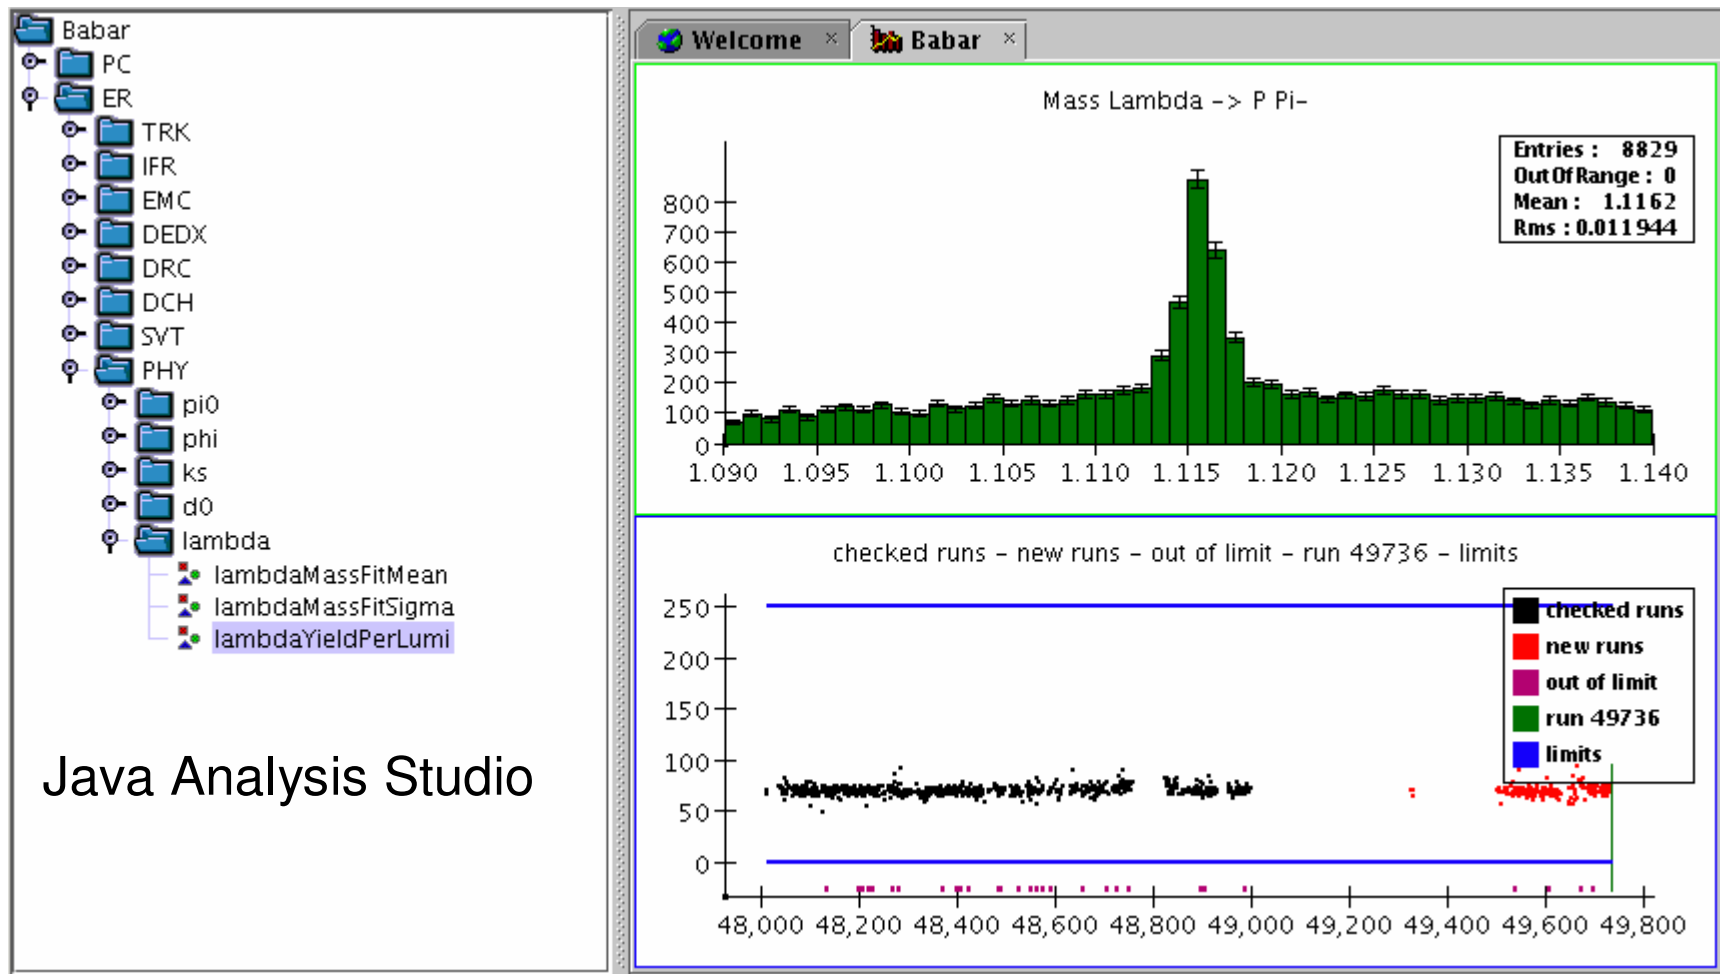 Babar
PC
ER
TRK
IFR
EMC
DEDX
DRC
DCH
SVT
PHY
pi0
phi
ks
d0
lambda
lambdaMassFitMean
lambdaMassFitSigma
lambdaYieldPerLumi
Java Analysis Studio
Welcome × Babar ×
Mass Lambda -> P Pi-
Entries : 8829
OutOfRange : 0
Mean : 1.1162
Rms : 0.011944
800
700
600
500
400
300
200
100
0
1.090 1.095 1.100 1.105 1.110 1.115 1.120 1.125 1.130 1.135 1.140
checked runs - new runs - out of limit - run 49736 - limits
checked runs
new runs
out of limit
run 49736
limits
250
200
150
100
50
0
48,000 48,200 48,400 48,600 48,800 49,000 49,200 49,400 49,600 49,800